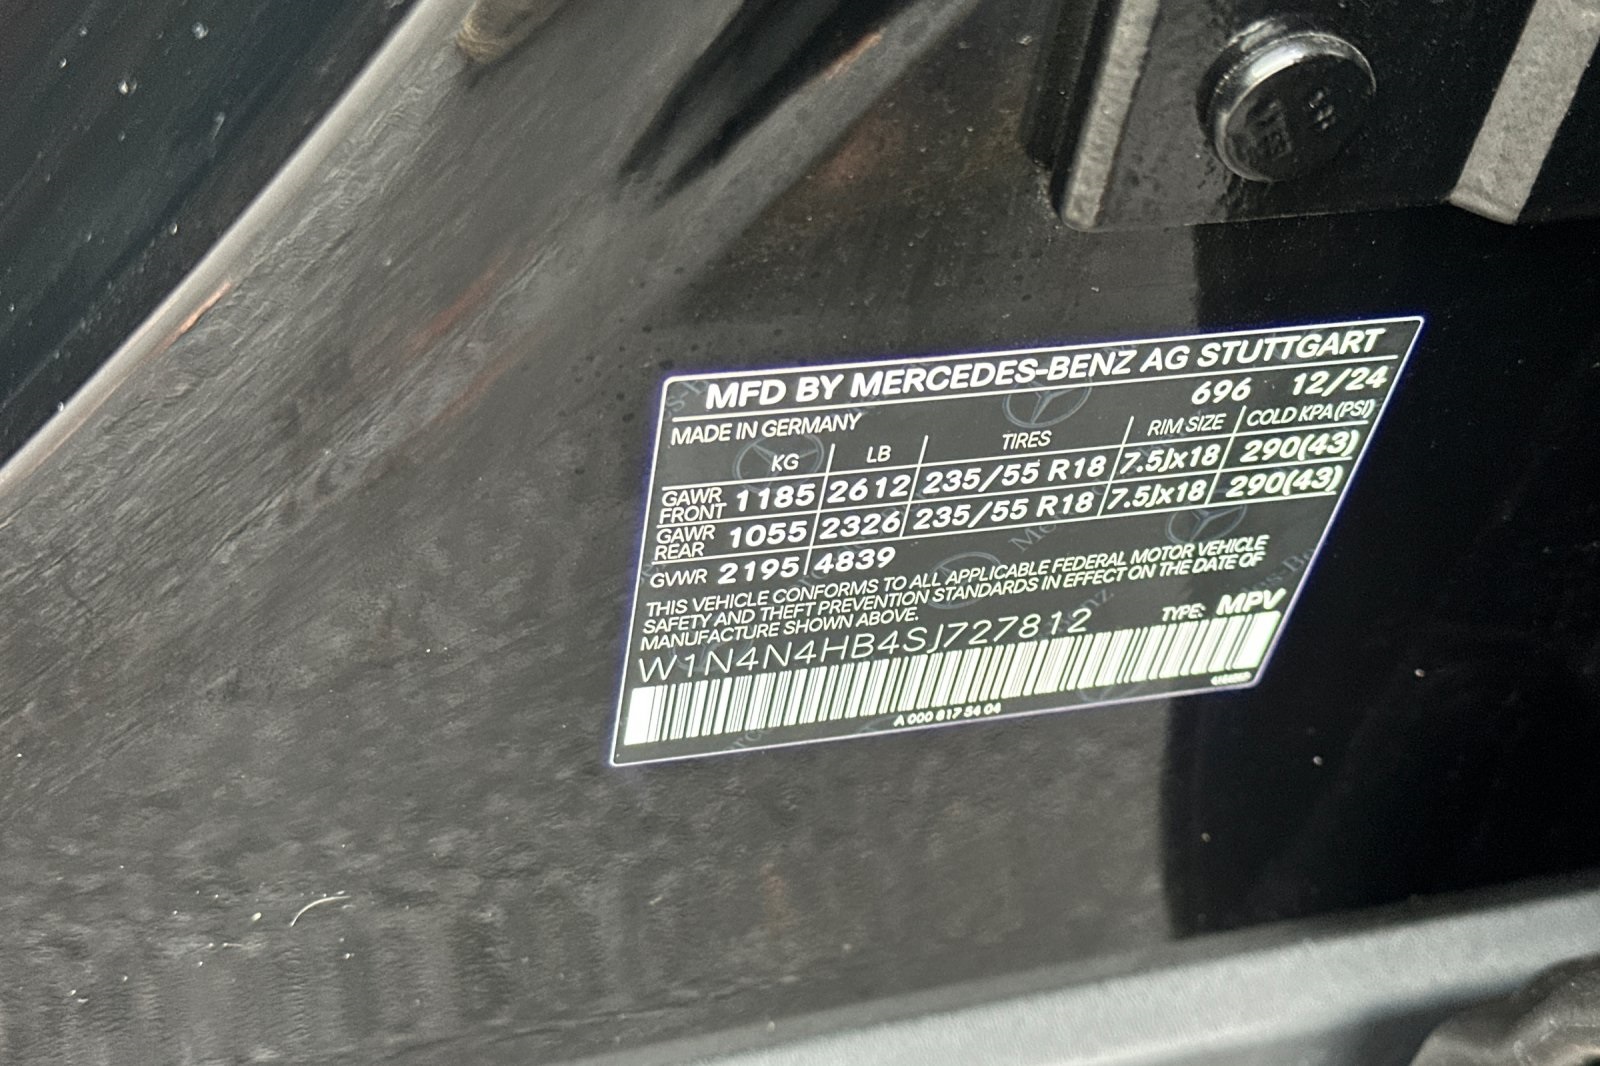 MFD BY MERCEDES-BENZ AG STUTTGART
MADE IN GERMANY 696 12/24
KG LB TIRES RIM SIZE COLD KPA(PSI)
GAWR FRONT 1185 2612 235/55 R18 7.5Jx18 290(43)
GAWR REAR 1055 2326 235/55 R18 7.5Jx18 290(43)
GVWR 2195 4839
THIS VEHICLE CONFORMS TO ALL APPLICABLE FEDERAL MOTOR VEHICLE
SAFETY AND THEFT PREVENTION STANDARDS IN EFFECT ON THE DATE OF
MANUFACTURE SHOWN ABOVE.
W1N4N4HB4SJ727812 TYPE: MPV
A 000 817 54 04